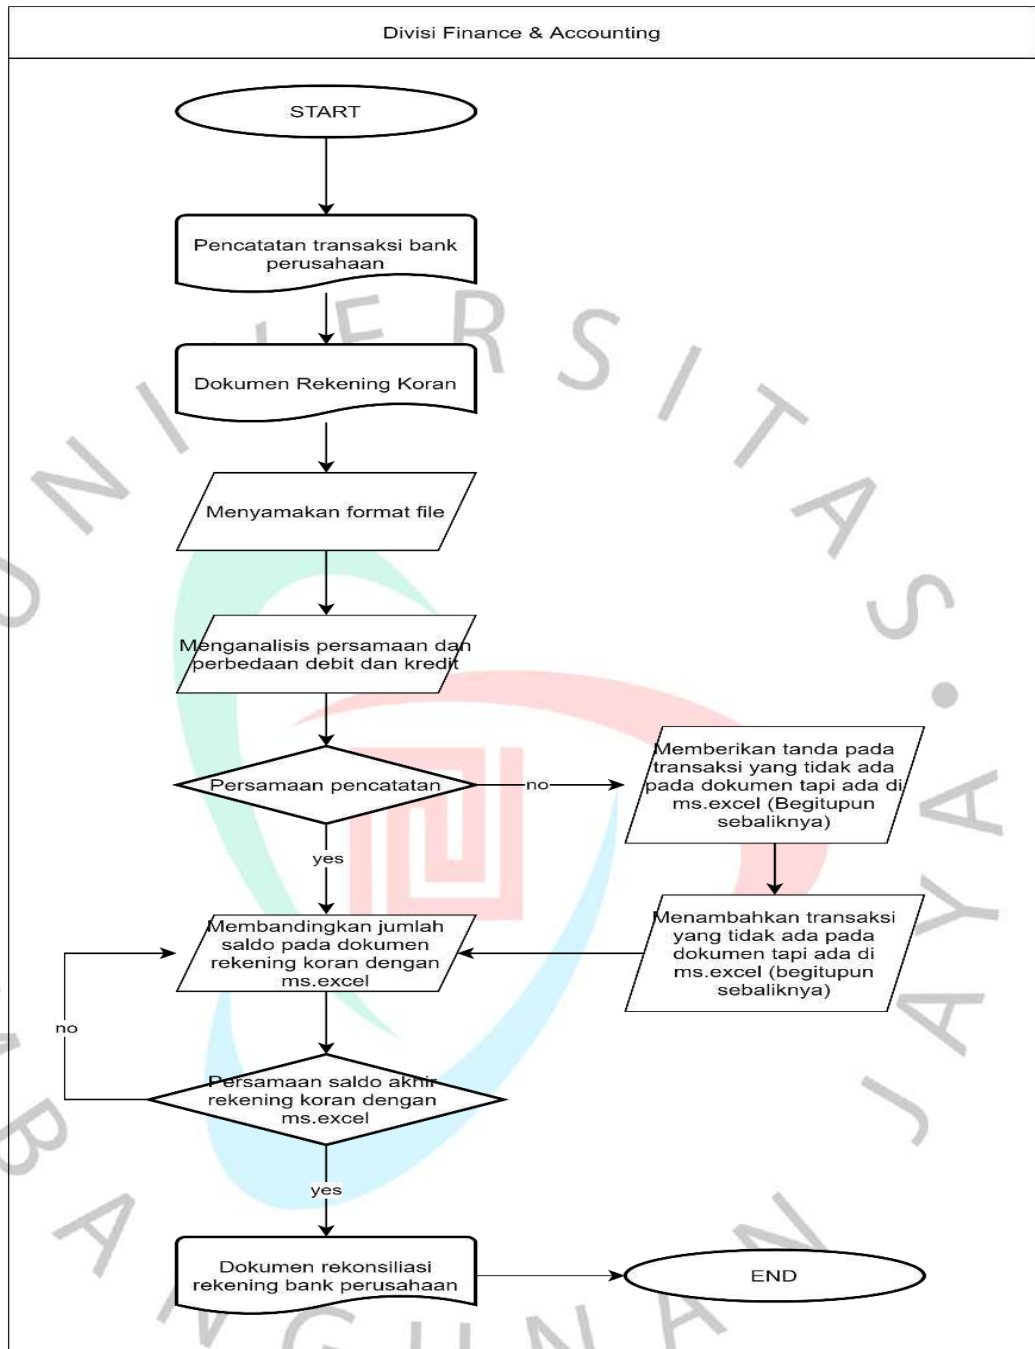 Divisi Finance & Accounting
START
Pencatatan transaksi bank
perusahaan
Dokumen Rekening Koran
Menyamakan format file
Menganalisis persamaan dan
perbedaan debit dan kredit
Persamaan pencatatan
no
Memberikan tanda pada
transaksi yang tidak ada
pada dokumen tapi ada di
ms.excel (Begitupun
sebaliknya)
yes
Membandingkan jumlah
saldo pada dokumen
rekening koran dengan
ms.excel
Menambahkan transaksi
yang tidak ada pada
dokumen tapi ada di
ms.excel (begitupun
sebaliknya)
no
Persamaan saldo akhir
rekening koran dengan
ms.excel
yes
Dokumen rekonsiliasi
rekening bank perusahaan
END
UNIVERSITAS
JAYA
BANGUNAN